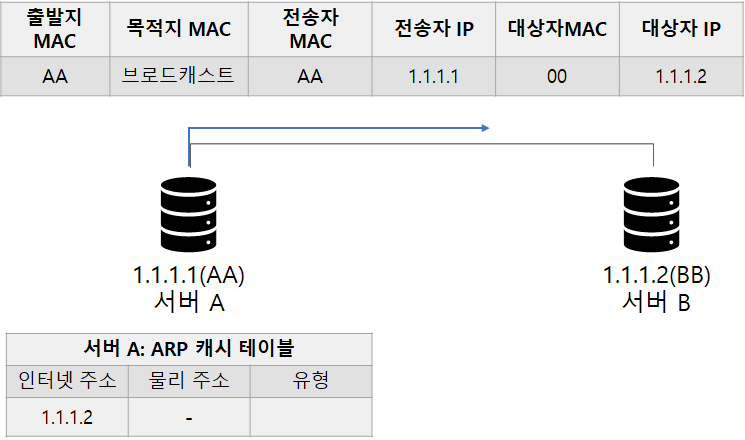 출발지 MAC 목적지 MAC 전송자 MAC 전송자 IP 대상자MAC 대상자 IP
AA 브로드캐스트 AA 1.1.1.1 00 1.1.1.2
1.1.1.1(AA) 1.1.1.2(BB)
서버 A 서버 B
서버 A: ARP 캐시 테이블
인터넷 주소 물리 주소 유형
1.1.1.2 -